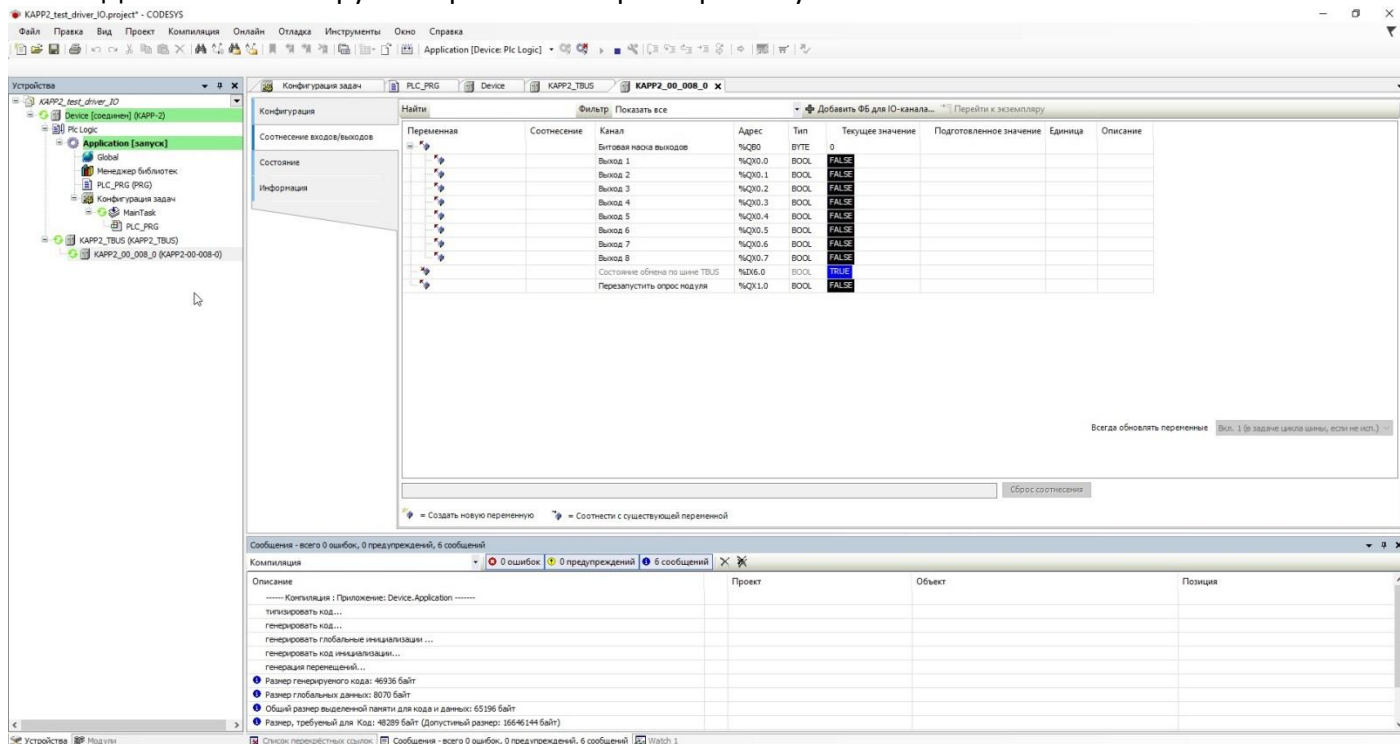 KAPP2_test_driver_IO.project* - CODESYS
Файл Правка Вид Проект Компиляция Онлайн Отладка Инструменты Окно Справка
Application [Device: Plc Logic]
Устройства
KAPP2_test_driver_IO
Device [соединен] (KAPP-2)
Plc Logic
Application [запуск]
Global
Менеджер библиотек
PLC_PRG (PRG)
Конфигурация задач
MainTask
PLC_PRG
KAPP2_TBUS (KAPP2_TBUS)
KAPP2_00_008_0 (KAPP2-00-008-0)
Конфигурация задач PLC_PRG Device KAPP2_TBUS KAPP2_00_008_0
Конфигурация
Соотнесение входов/выходов
Состояние
Информация
Найти Фильтр Показать все Добавить ФБ для IO-канала... Перейти к экземпляру
Переменная Соотнесение Канал Адрес Тип Текущее значение Подготовленное значение Единица Описание
Битовая маска выходов %QB0 BYTE 0
Выход 1 %QX0.0 BOOL FALSE
Выход 2 %QX0.1 BOOL FALSE
Выход 3 %QX0.2 BOOL FALSE
Выход 4 %QX0.3 BOOL FALSE
Выход 5 %QX0.4 BOOL FALSE
Выход 6 %QX0.5 BOOL FALSE
Выход 7 %QX0.6 BOOL FALSE
Выход 8 %QX0.7 BOOL FALSE
Состояние обмена по шине TBUS %IX6.0 BOOL TRUE
Перезапустить опрос модуля %QX1.0 BOOL FALSE
Всегда обновлять переменные Вкл. 1 (в задаче цикла шины, если не исп.)
Сброс соотнесения
= Создать новую переменную = Соотнести с существующей переменной
Сообщения - всего 0 ошибок, 0 предупреждений, 6 сообщений
Компиляция 0 ошибок 0 предупреждений 6 сообщений
Описание Проект Объект Позиция
------ Компиляция : Приложение: Device.Application -------
типизировать код...
генерировать код...
генерировать глобальные инициализации ...
генерировать код инициализации...
генерация перемещений...
Размер генерируемого кода: 46936 байт
Размер глобальных данных: 8070 байт
Общий размер выделенной памяти для кода и данных: 65196 байт
Размер, требуемый для Код: 48289 байт (Допустимый размер: 16646144 байт)
Устройства Модули Список перекрёстных ссылок Сообщения - всего 0 ошибок, 0 предупреждений, 6 сообщений Watch 1